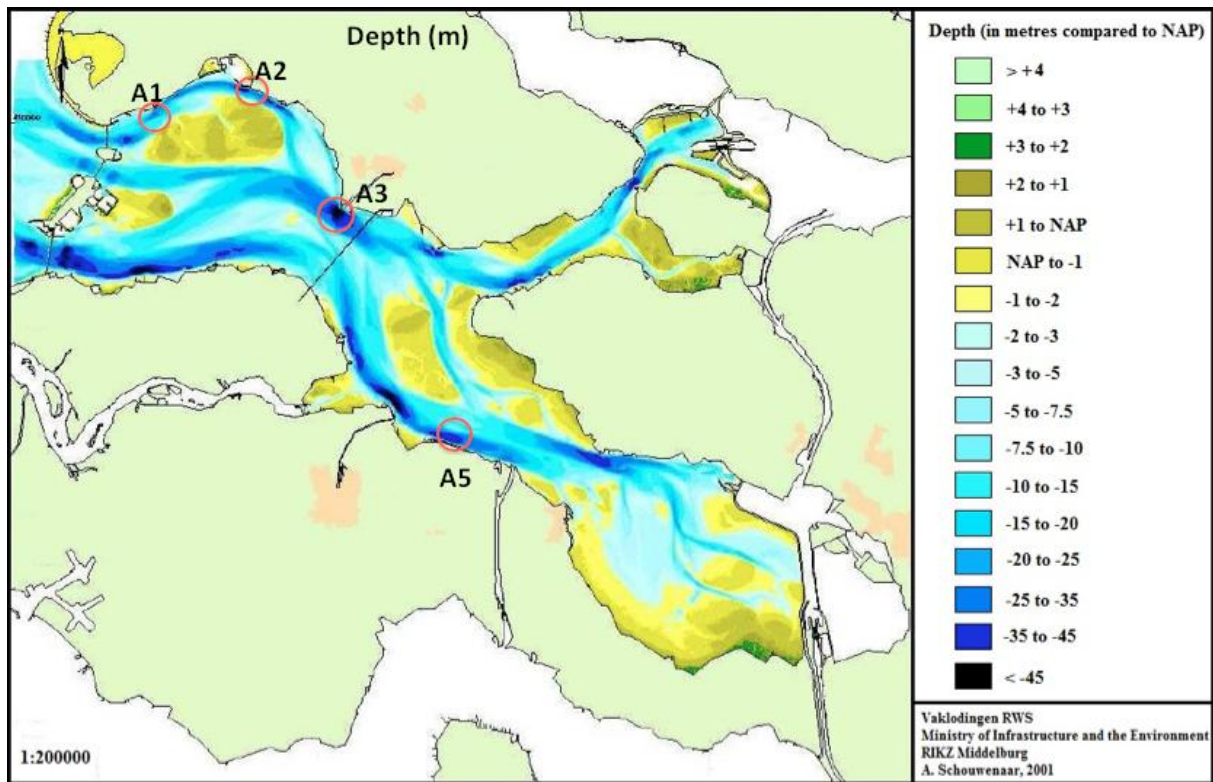 Depth (m)
A1
A2
A3
A5
1:200000
Depth (in metres compared to NAP)
> +4
+4 to +3
+3 to +2
+2 to +1
+1 to NAP
NAP to -1
-1 to -2
-2 to -3
-3 to -5
-5 to -7.5
-7.5 to -10
-10 to -15
-15 to -20
-20 to -25
-25 to -35
-35 to -45
< -45
Vaklodingen RWS
Ministry of Infrastructure and the Environment
RIKZ Middelburg
A. Schouwenaar, 2001